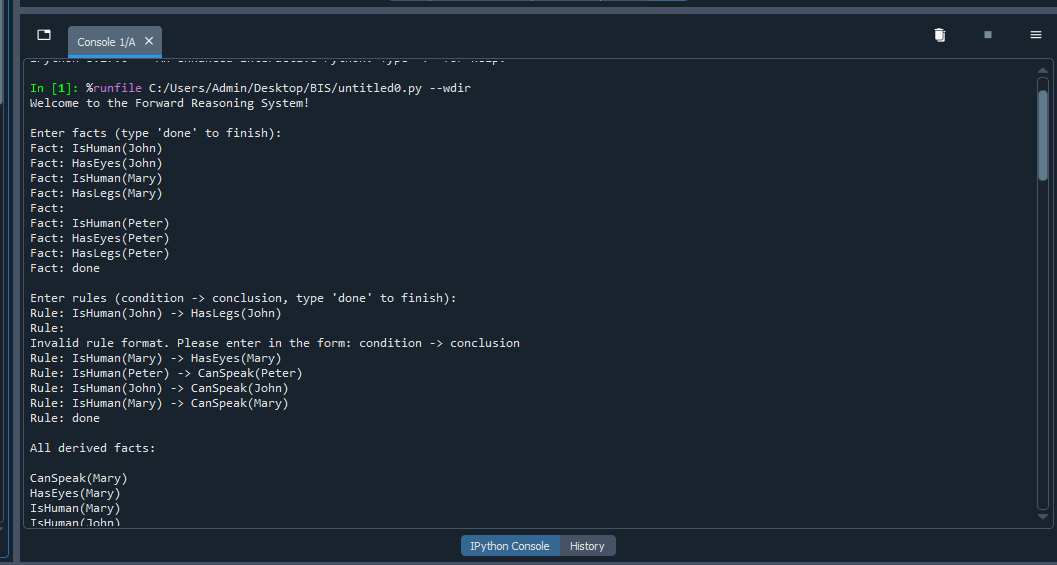 Console 1/A
In [1]: %runfile C:/Users/Admin/Desktop/BIS/untitled0.py --wdir
Welcome to the Forward Reasoning System!
Enter facts (type 'done' to finish):
Fact: IsHuman(John)
Fact: HasEyes(John)
Fact: IsHuman(Mary)
Fact: HasLegs(Mary)
Fact:
Fact: IsHuman(Peter)
Fact: HasEyes(Peter)
Fact: HasLegs(Peter)
Fact: done
Enter rules (condition -> conclusion, type 'done' to finish):
Rule: IsHuman(John) -> HasLegs(John)
Rule:
Invalid rule format. Please enter in the form: condition -> conclusion
Rule: IsHuman(Mary) -> HasEyes(Mary)
Rule: IsHuman(Peter) -> CanSpeak(Peter)
Rule: IsHuman(John) -> CanSpeak(John)
Rule: IsHuman(Mary) -> CanSpeak(Mary)
Rule: done
All derived facts:
CanSpeak(Mary)
HasEyes(Mary)
IsHuman(Mary)
IsHuman(John)
IPython Console History